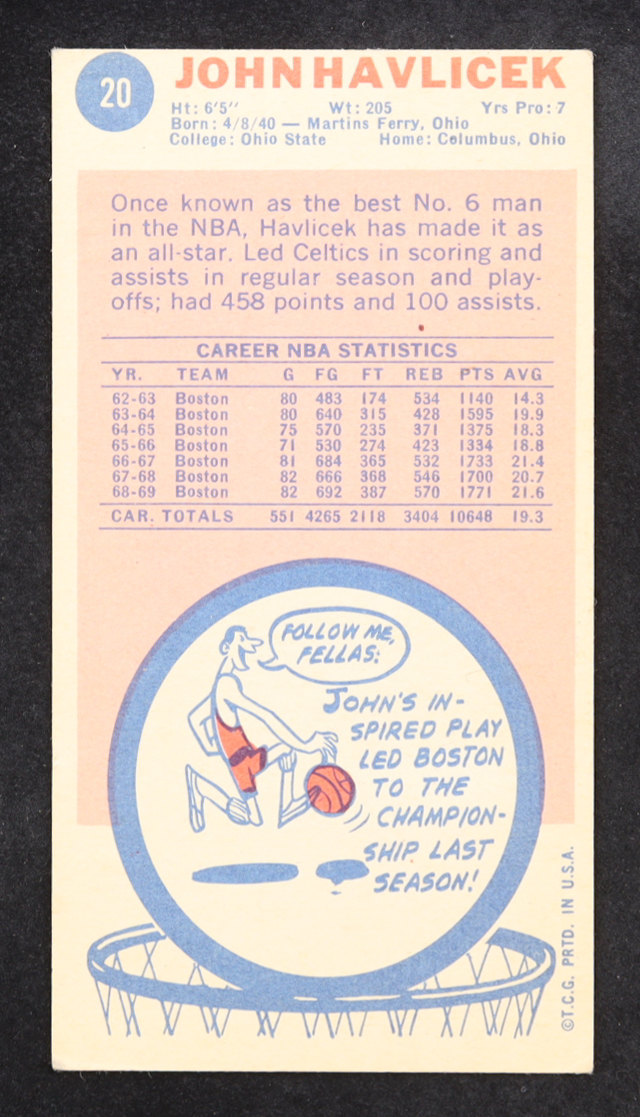 20
JOHN HAVLICEK
Ht: 6'5" Wt: 205 Yrs Pro: 7
Born: 4/8/40 — Martins Ferry, Ohio
College: Ohio State Home: Columbus, Ohio
Once known as the best No. 6 man
in the NBA, Havlicek has made it as
an all-star. Led Celtics in scoring and
assists in regular season and play-
offs; had 458 points and 100 assists.
CAREER NBA STATISTICS
YR. TEAM G FG FT REB PTS AVG
62-63 Boston 80 483 174 534 1140 14.3
63-64 Boston 80 640 315 428 1595 19.9
64-65 Boston 75 570 235 371 1375 18.3
65-66 Boston 71 530 274 423 1334 18.8
66-67 Boston 81 684 365 532 1733 21.4
67-68 Boston 82 666 368 546 1700 20.7
68-69 Boston 82 692 387 570 1771 21.6
CAR. TOTALS 551 4265 2118 3404 10648 19.3
FOLLOW ME,
FELLAS:
JOHN'S IN-
SPIRED PLAY
LED BOSTON
TO THE
CHAMPION-
SHIP LAST
SEASON!
©T.C.G. PRTD. IN U.S.A.